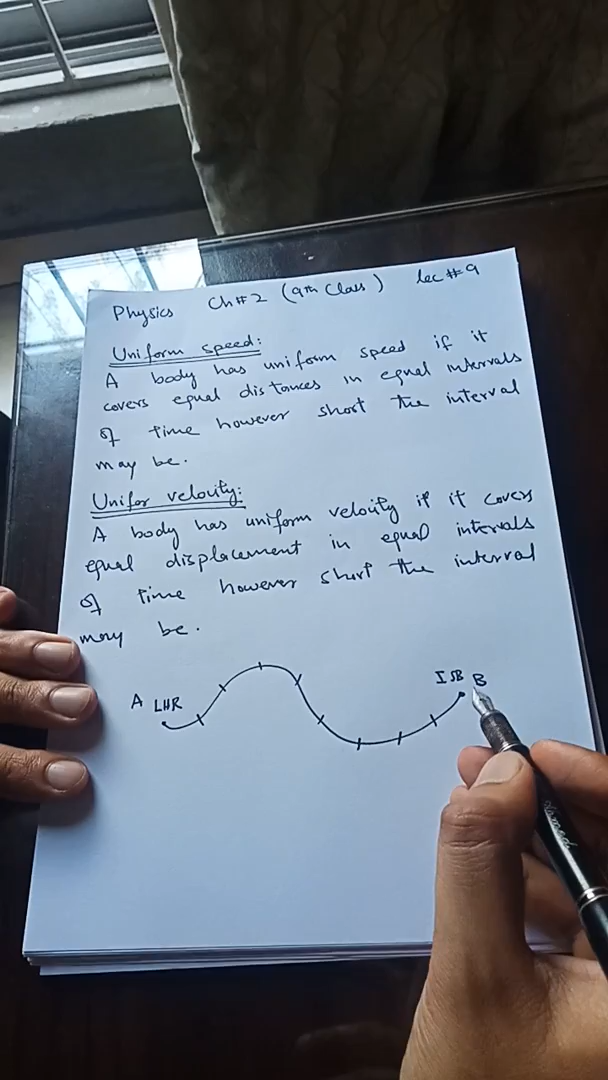 Physics Ch#2 (9th Class) Lec#9
Uniform speed:
A body has uniform speed if it
covers equal distances in equal intervals
of time however short the interval
may be.
Unifor velocity:
A body has uniform velocity if it covers
equal displacement in equal intervals
of time however short the interval
may be.
A LHR
ISB B